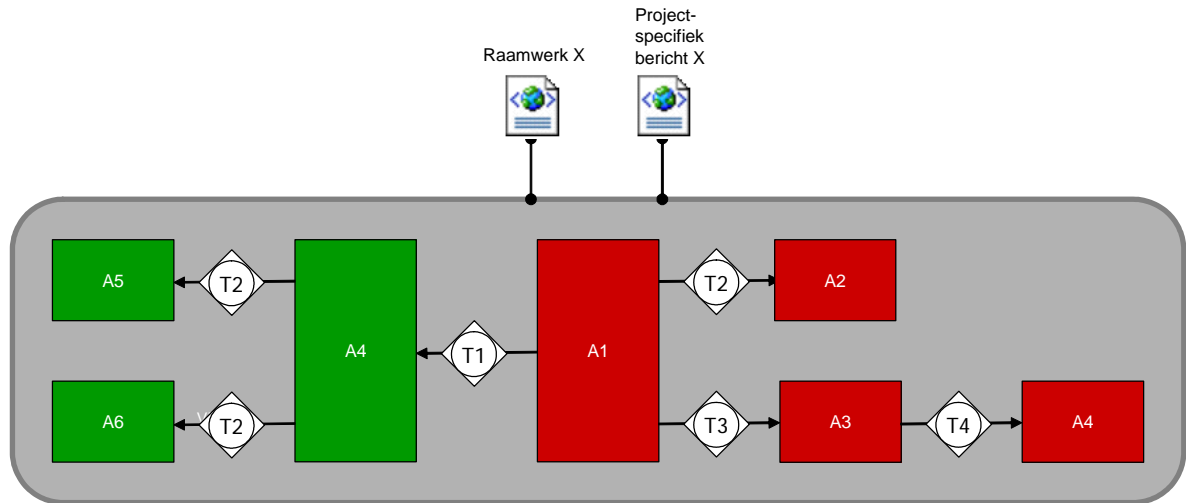 Project-
specifiek
bericht X
Raamwerk X
A5
T2
A4
T1
A1
T2
A2
A6
T2
T3
A3
T4
A4